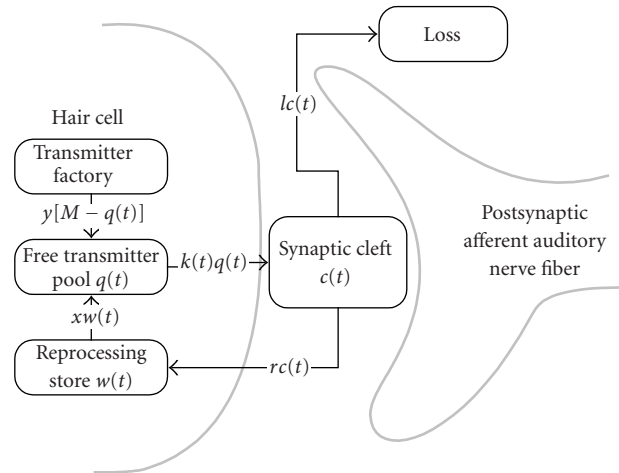 Loss
lc(t)
Hair cell
Transmitter
factory
y[M − q(t)]
Free transmitter
pool q(t)
k(t)q(t)
Synaptic cleft
c(t)
Postsynaptic
afferent auditory
nerve fiber
xw(t)
Reprocessing
store w(t)
rc(t)